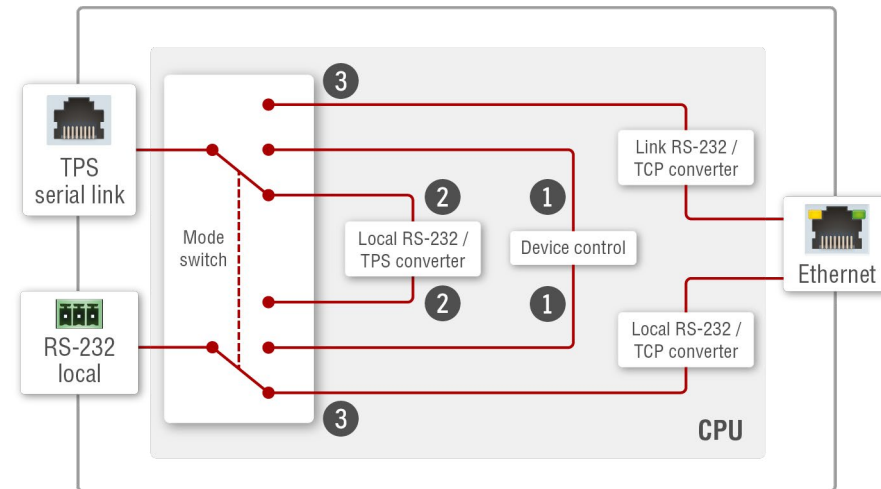 3
TPS
serial link
Mode
switch
2
1
Link RS-232 /
TCP converter
Local RS-232 /
TPS converter
Device control
Ethernet
2
1
RS-232
local
Local RS-232 /
TCP converter
3
CPU